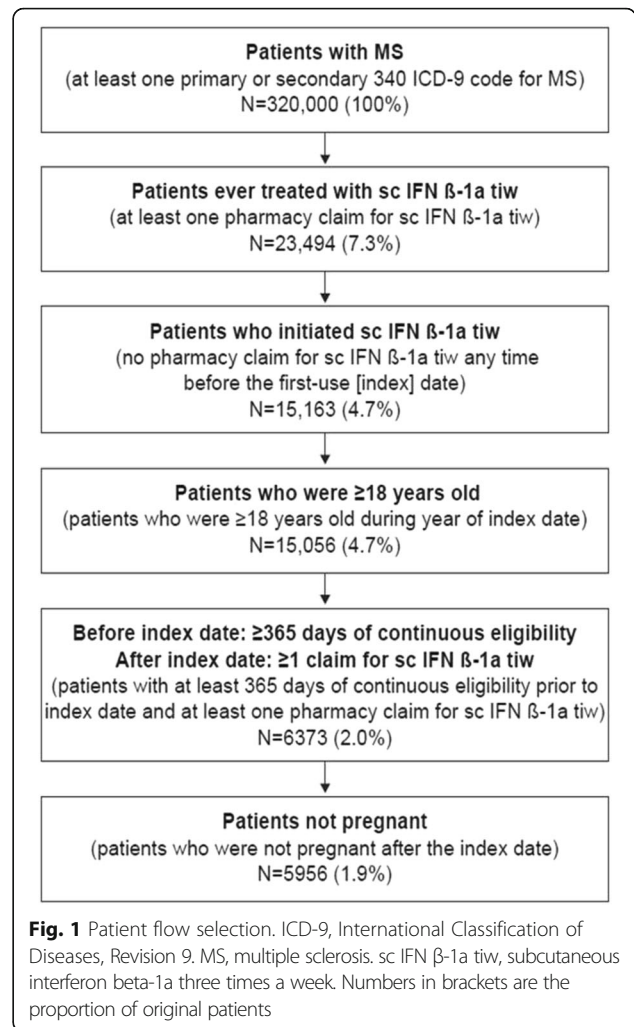 Patients with MS
(at least one primary or secondary 340 ICD-9 code for MS)
N=320,000 (100%)
Patients ever treated with sc IFN ß-1a tiw
(at least one pharmacy claim for sc IFN ß-1a tiw)
N=23,494 (7.3%)
Patients who initiated sc IFN ß-1a tiw
(no pharmacy claim for sc IFN ß-1a tiw any time
before the first-use [index] date)
N=15,163 (4.7%)
Patients who were ≥18 years old
(patients who were ≥18 years old during year of index date)
N=15,056 (4.7%)
Before index date: ≥365 days of continuous eligibility
After index date: ≥1 claim for sc IFN ß-1a tiw
(patients with at least 365 days of continuous eligibility prior to
index date and at least one pharmacy claim for sc IFN ß-1a tiw)
N=6373 (2.0%)
Patients not pregnant
(patients who were not pregnant after the index date)
N=5956 (1.9%)
Fig. 1 Patient flow selection. ICD-9, International Classification of
Diseases, Revision 9. MS, multiple sclerosis. sc IFN β-1a tiw, subcutaneous
interferon beta-1a three times a week. Numbers in brackets are the
proportion of original patients